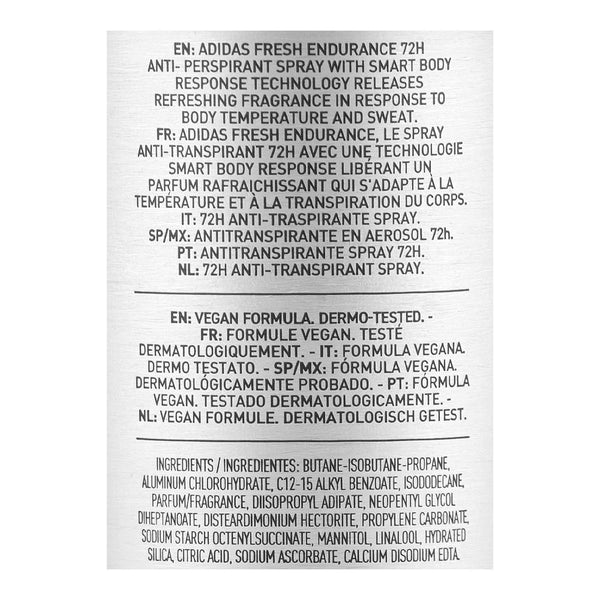 EN: ADIDAS FRESH ENDURANCE 72H
ANTI- PERSPIRANT SPRAY WITH SMART BODY
RESPONSE TECHNOLOGY RELEASES
REFRESHING FRAGRANCE IN RESPONSE TO
BODY TEMPERATURE AND SWEAT.
FR: ADIDAS FRESH ENDURANCE, LE SPRAY
ANTI-TRANSPIRANT 72H AVEC UNE TECHNOLOGIE
SMART BODY RESPONSE LIBÉRANT UN
PARFUM RAFRAICHISSANT QUI S'ADAPTE À LA
TEMPÉRATURE ET À LA TRANSPIRATION DU CORPS.
IT: 72H ANTI-TRASPIRANTE SPRAY.
SP/MX: ANTITRANSPIRANTE EN AEROSOL 72h.
PT: ANTITRANSPIRANTE SPRAY 72H.
NL: 72H ANTI-TRANSPIRANT SPRAY.
EN: VEGAN FORMULA. DERMO-TESTED. -
FR: FORMULE VEGAN. TESTÉ
DERMATOLOGIQUEMENT. - IT: FORMULA VEGANA.
DERMO TESTATO. - SP/MX: FÓRMULA VEGANA.
DERMATOLÓGICAMENTE PROBADO. - PT: FÓRMULA
VEGAN. TESTADO DERMATOLOGICAMENTE. -
NL: VEGAN FORMULE. DERMATOLOGISCH GETEST.
INGREDIENTS / INGREDIENTES: BUTANE-ISOBUTANE-PROPANE,
ALUMINUM CHLOROHYDRATE, C12-15 ALKYL BENZOATE, ISODODECANE,
PARFUM/FRAGRANCE, DIISOPROPYL ADIPATE, NEOPENTYL GLYCOL
DIHEPTANOATE, DISTEARDIMONIUM HECTORITE, PROPYLENE CARBONATE,
SODIUM STARCH OCTENYLSUCCINATE, MANNITOL, LINALOOL, HYDRATED
SILICA, CITRIC ACID, SODIUM ASCORBATE, CALCIUM DISODIUM EDTA.